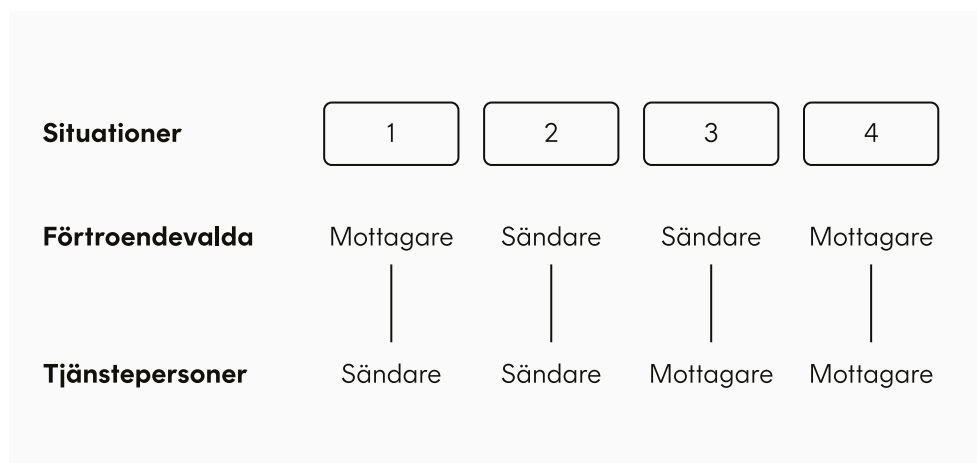 Situationer 1 2 3 4
Förtroendevalda Mottagare Sändare Sändare Mottagare
Tjänstepersoner Sändare Sändare Mottagare Mottagare